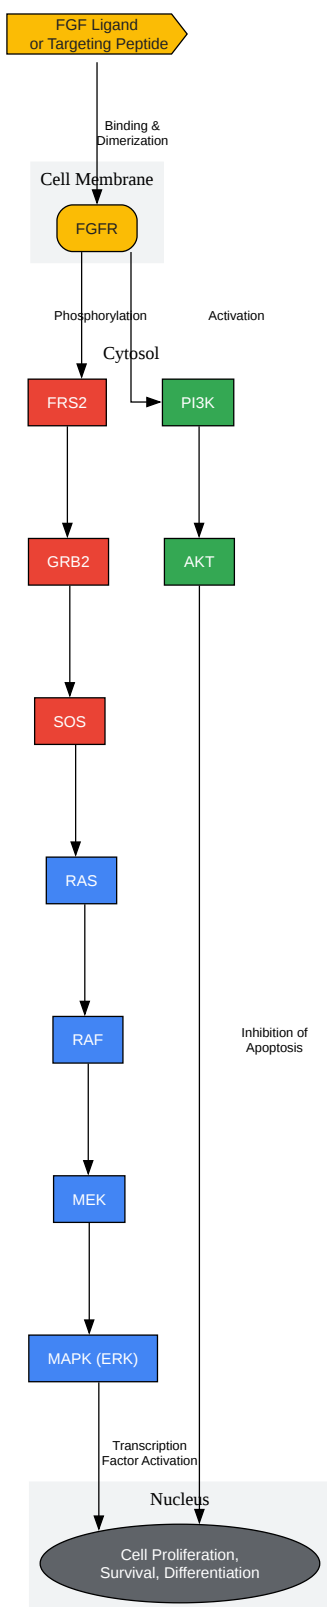 FGF Ligand
or Targeting Peptide
Binding &
Dimerization
Cell Membrane
FGFR
Phosphorylation
Activation
Cytosol
FRS2
PI3K
GRB2
AKT
SOS
RAS
RAF
Inhibition of
Apoptosis
MEK
MAPK (ERK)
Transcription
Factor Activation
Nucleus
Cell Proliferation,
Survival, Differentiation